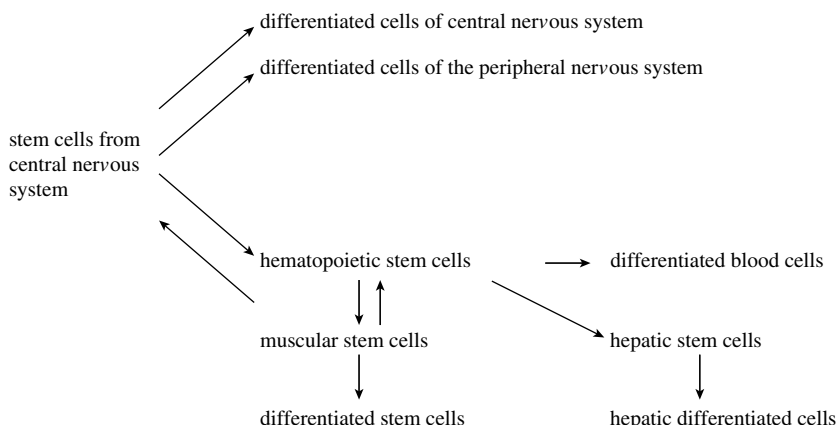 differentiated cells of central nervous system
differentiated cells of the peripheral nervous system
stem cells from
central nervous
system
hematopoietic stem cells
differentiated blood cells
muscular stem cells
hepatic stem cells
differentiated stem cells
hepatic differentiated cells